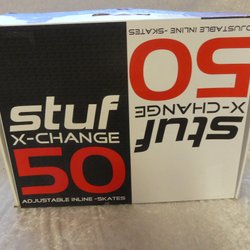 stuf
X-CHANGE
50
ADJUSTABLE INLINE -SKATES
stuf
X-CHANGE
50
ADJUSTABLE INLINE -SKATES